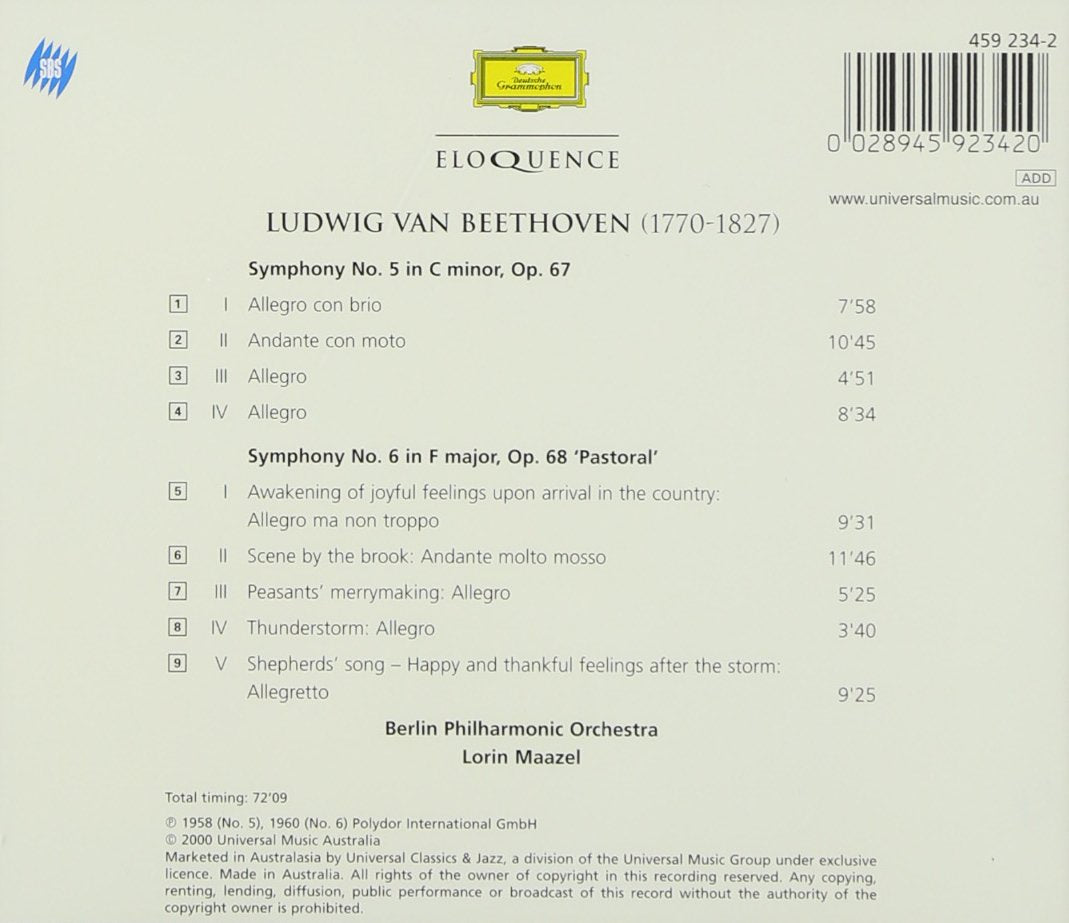 459 234-2
SBS
Deutsche
Grammophon
0 028945 923420
ELOQUENCE
ADD
www.universalmusic.com.au
LUDWIG VAN BEETHOVEN (1770-1827)
Symphony No. 5 in C minor, Op. 67
1 I Allegro con brio 7’58
2 II Andante con moto 10'45
3 III Allegro 4’51
4 IV Allegro 8’34
Symphony No. 6 in F major, Op. 68 ‘Pastoral’
5 I Awakening of joyful feelings upon arrival in the country:
Allegro ma non troppo 9’31
6 II Scene by the brook: Andante molto mosso 11’46
7 III Peasants’ merrymaking: Allegro 5’25
8 IV Thunderstorm: Allegro 3'40
9 V Shepherds’ song – Happy and thankful feelings after the storm:
Allegretto 9’25
Berlin Philharmonic Orchestra
Lorin Maazel
Total timing: 72’09
℗ 1958 (No. 5), 1960 (No. 6) Polydor International GmbH
© 2000 Universal Music Australia
Marketed in Australasia by Universal Classics & Jazz, a division of the Universal Music Group under exclusive
licence. Made in Australia. All rights of the owner of copyright in this recording reserved. Any copying,
renting, lending, diffusion, public performance or broadcast of this record without the authority of the
copyright owner is prohibited.